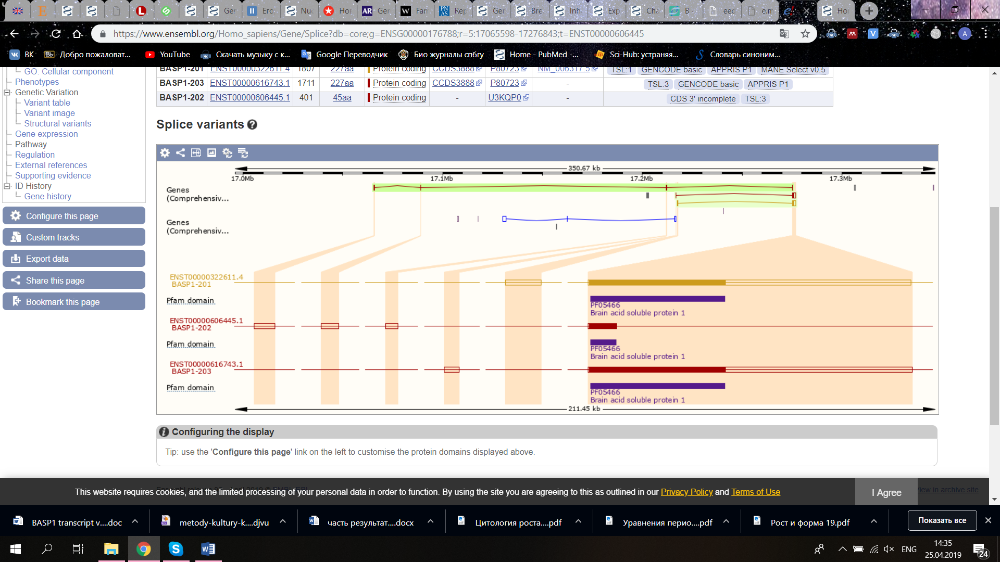 Ger
Ero
Nuc
Ho
AR Ger
W Fan
PNAS Rep
Ger
Bre
Inh
Exp
Cha
B -
eed
e.m
Ho
https://www.ensembl.org/Homo_sapiens/Gene/Splice?db=core;g=ENSG00000176788;r=5:17065598-17276843;t=ENST00000606445
A
ВК
Bb Добро пожаловат...
YouTube
Скачать музыку с к...
Google Переводчик
Био журналы спбгу
Home - PubMed -...
Sci-Hub: устраняя...
Словарь синоним...
GO: Cellular component
Phenotypes
Genetic Variation
Variant table
Variant image
Structural variants
Gene expression
Pathway
Regulation
External references
Supporting evidence
ID History
Gene history
Configure this page
Custom tracks
Export data
Share this page
Bookmark this page
BASP1-201 ENST00000322611.4 1807 227aa Protein coding CCDS3888 P80723 NM_006317.5 TSL:1 GENCODE basic APPRIS P1 MANE Select v0.5
BASP1-203 ENST00000616743.1 1711 227aa Protein coding CCDS3888 P80723 - TSL:3 GENCODE basic APPRIS P1
BASP1-202 ENST00000606445.1 401 45aa Protein coding - U3KQP0 - CDS 3' incomplete TSL:3
Splice variants
350.67 kb
17.0Mb 17.1Mb 17.2Mb 17.3Mb
Genes
(Comprehensiv...
Genes
(Comprehensiv...
ENST00000322611.4
BASP1-201
Pfam domain
PF05466
Brain acid soluble protein 1
ENST00000606445.1
BASP1-202
Pfam domain
PF05466
Brain acid soluble protein 1
ENST00000616743.1
BASP1-203
Pfam domain
PF05466
Brain acid soluble protein 1
211.45 kb
Configuring the display
Tip: use the 'Configure this page' link on the left to customise the protein domains displayed above.
This website requires cookies, and the limited processing of your personal data in order to function. By using the site you are agreeing to this as outlined in our Privacy Policy and Terms of Use
I Agree
View in archive site
BASP1 transcript v....doc
metody-kultury-k....djvu
часть результат....docx
Цитология роста....pdf
Уравнения перио....pdf
Рост и форма 19.pdf
Показать все
ENG
14:35
25.04.2019
24